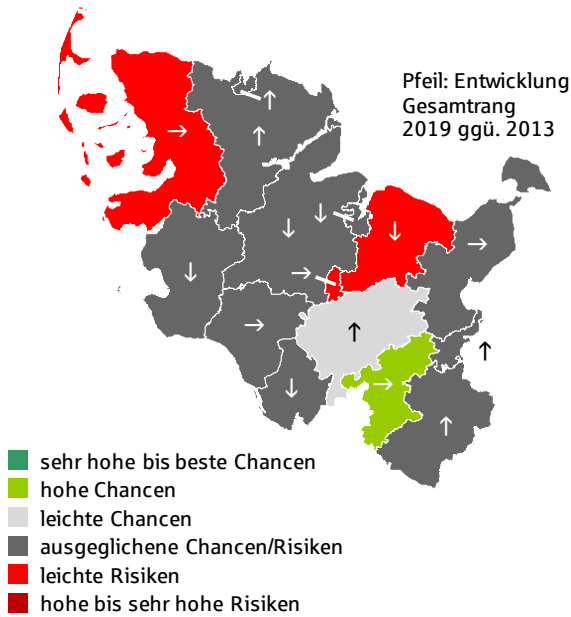 Pfeil: Entwicklung
Gesamtrang
2019 ggü. 2013
sehr hohe bis beste Chancen
hohe Chancen
leichte Chancen
ausgeglichene Chancen/Risiken
leichte Risiken
hohe bis sehr hohe Risiken